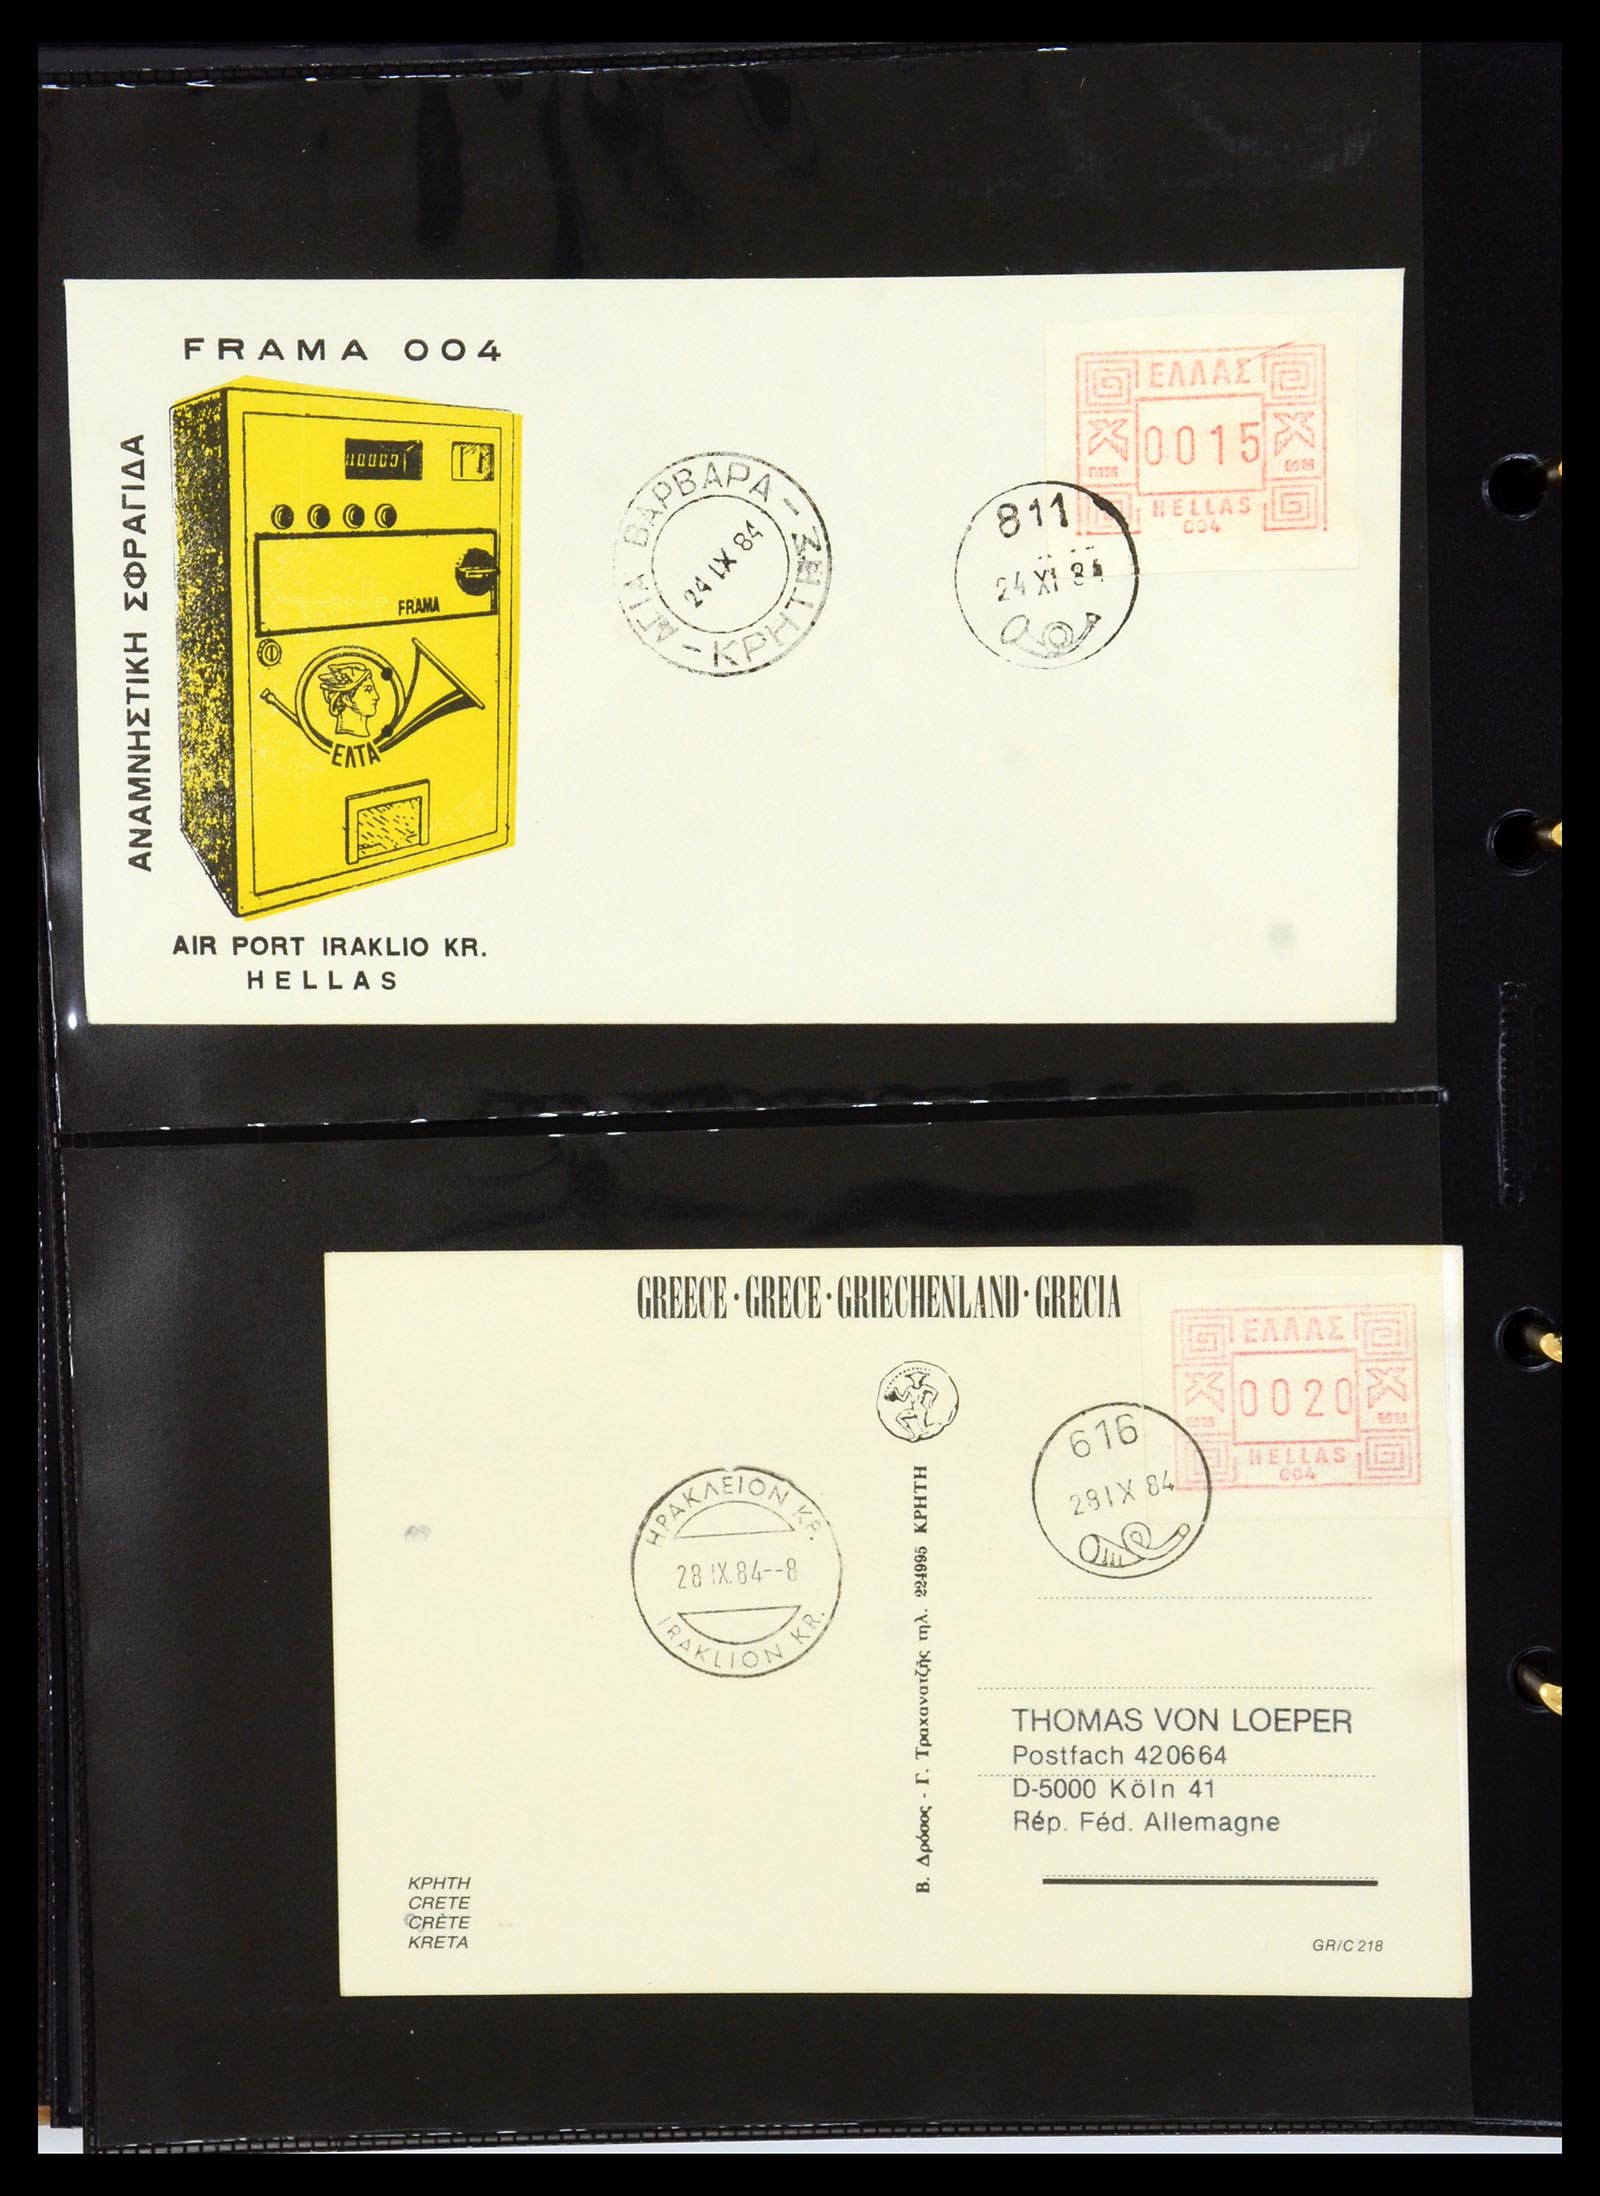 FRAMA 004
ΑΝΑΜΝΗΣΤΙΚΗ ΣΦΡΑΓΙΔΑ
FRAMA
ΕΛΤΑ
AIR PORT IRAKLIO KR.
HELLAS
ΑΓΙΑ ΒΑΡΒΑΡΑ - ΚΡΗΤΗΣ -
24 IX 84
811
24 XI 84
ΕΛΛΑΣ
0015
HELLAS
004
GREECE · GRECE · GRIECHENLAND · GRECIA
ΕΛΛΑΣ
0020
HELLAS
004
616
29 IX 84
ΗΡΑΚΛΕΙΟΝ ΚΡ.
28 IX.84--8
IRAKLION KR.
Β. Δρόσος - Γ. Τραχανατζής τηλ. 224995 ΚΡΗΤΗ
THOMAS VON LOEPER
Postfach 420664
D-5000 Köln 41
Rép. Féd. Allemagne
ΚΡΗΤΗ
CRETE
CRÈTE
KRETA
GR/C 218